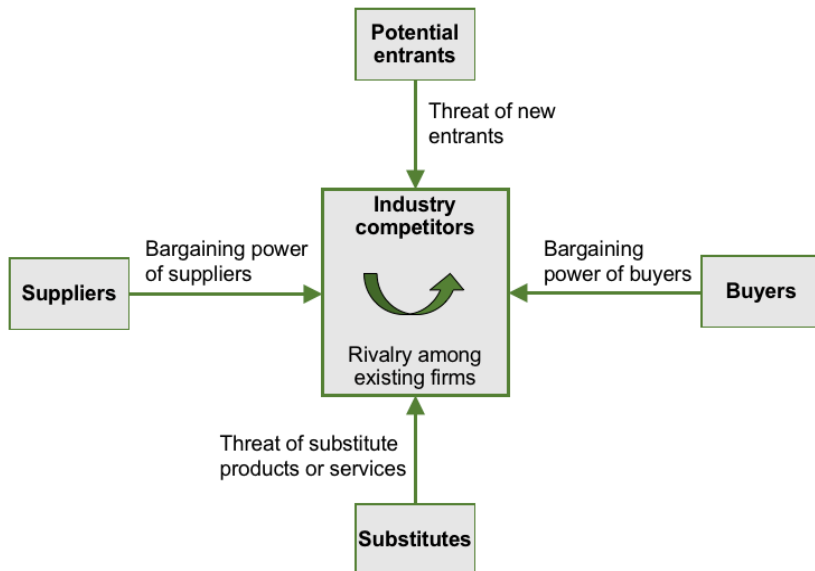 Potential
entrants
Threat of new
entrants
Industry
competitors
Bargaining power
of suppliers
Bargaining
power of buyers
Suppliers
Buyers
Rivalry among
existing firms
Threat of substitute
products or services
Substitutes